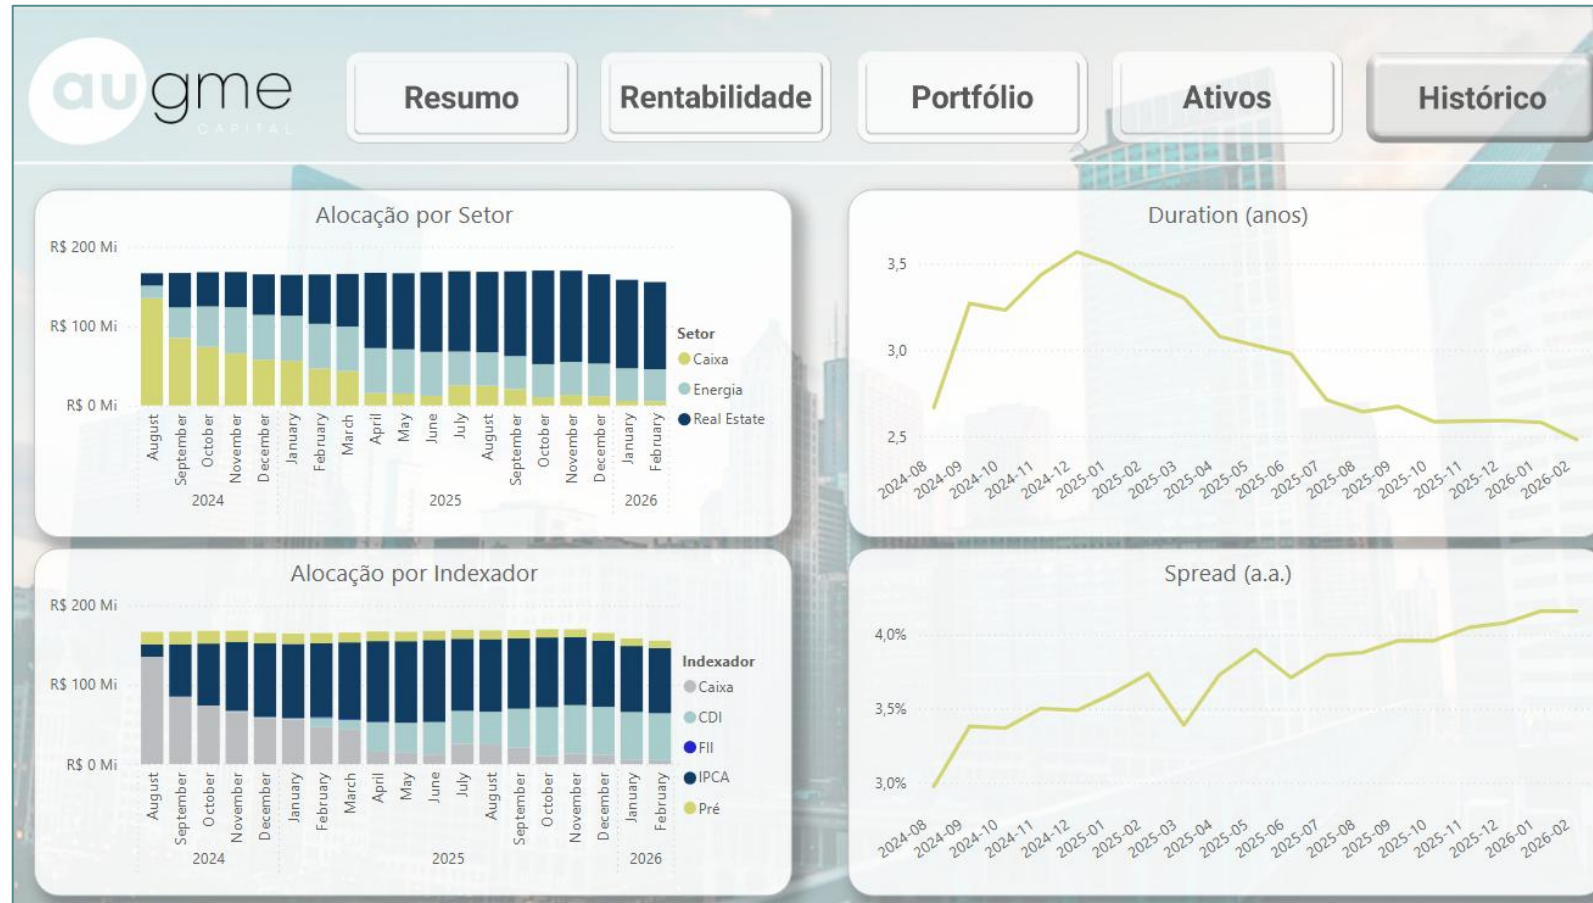 augme
CAPITAL
Resumo
Rentabilidade
Portfólio
Ativos
Histórico
Alocação por Setor
R$ 200 Mi
R$ 100 Mi
R$ 0 Mi
August
September
October
November
December
January
February
March
April
May
June
July
August
September
October
November
December
January
February
2024
2025
2026
Setor
Caixa
Energia
Real Estate
Duration (anos)
3,5
3,0
2,5
2024-08
2024-09
2024-10
2024-11
2024-12
2025-01
2025-02
2025-03
2025-04
2025-05
2025-06
2025-07
2025-08
2025-09
2025-10
2025-11
2025-12
2026-01
2026-02
Alocação por Indexador
R$ 200 Mi
R$ 100 Mi
R$ 0 Mi
August
September
October
November
December
January
February
March
April
May
June
July
August
September
October
November
December
January
February
2024
2025
2026
Indexador
Caixa
CDI
FII
IPCA
Pré
Spread (a.a.)
4,0%
3,5%
3,0%
2024-08
2024-09
2024-10
2024-11
2024-12
2025-01
2025-02
2025-03
2025-04
2025-05
2025-06
2025-07
2025-08
2025-09
2025-10
2025-11
2025-12
2026-01
2026-02